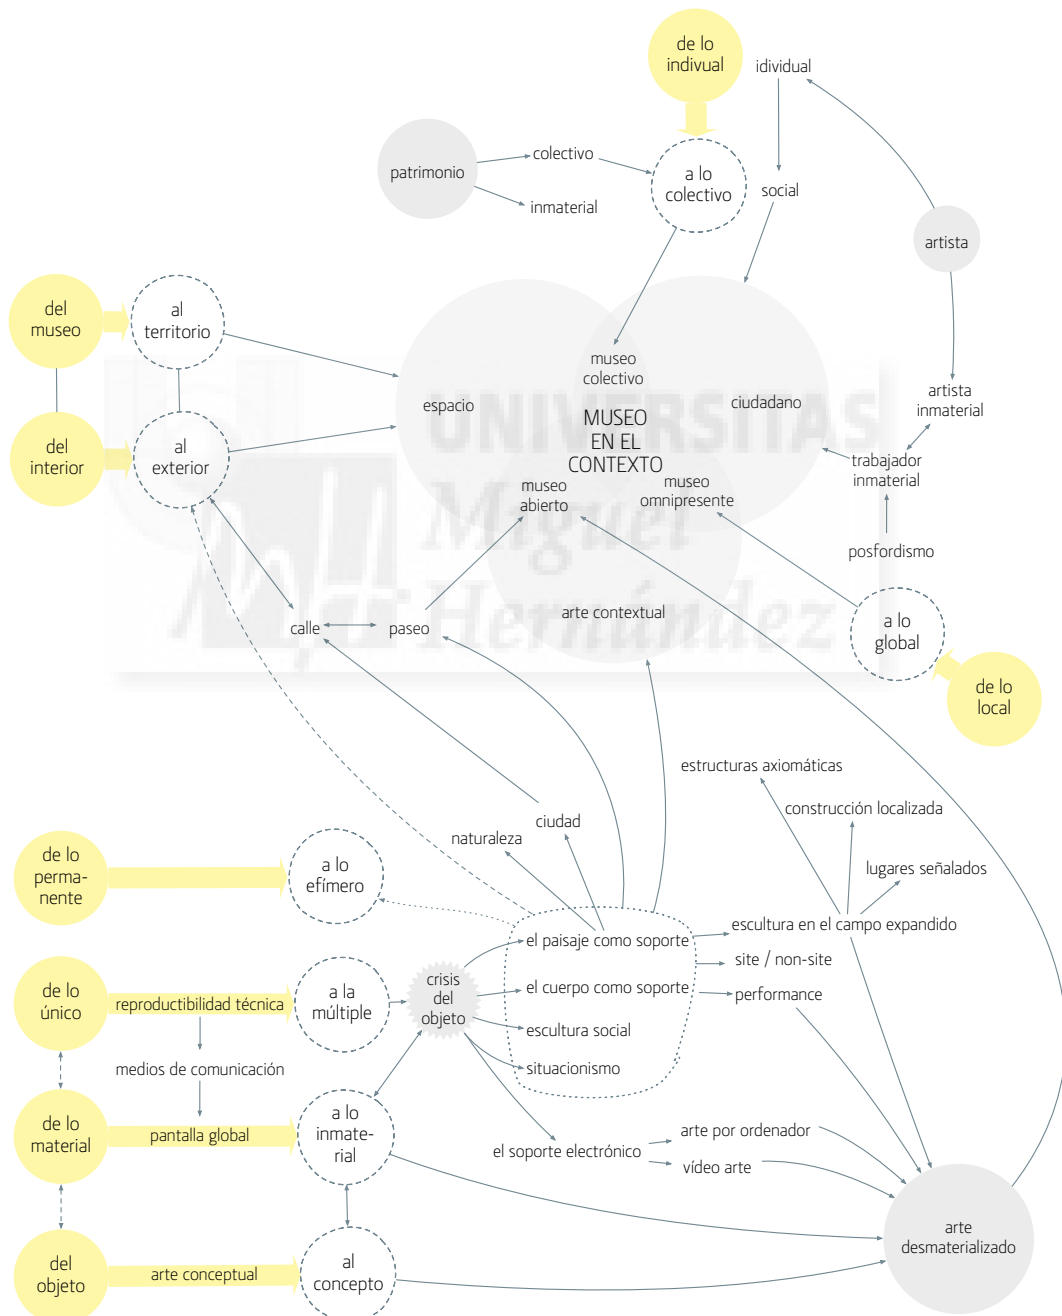 de lo
indivual
idividual
patrimonio
colectivo
inmaterial
a lo
colectivo
social
artista
del
museo
al
territorio
museo
colectivo
espacio
UNIVERSITAS
ciudadano
artista
inmaterial
MUSEO
EN EL
CONTEXTO
del
interior
al
exterior
trabajador
inmaterial
museo
abierto
museo
omnipresente
Miguel
Hernández
posfordismo
arte contextual
calle
paseo
a lo
global
de lo
local
estructuras axiomáticas
construcción localizada
ciudad
naturaleza
lugares señalados
de lo
perma-
nente
a lo
efímero
escultura en el campo expandido
el paisaje como soporte
site / non-site
de lo
único
reproductibilidad técnica
a la
múltiple
crisis
del
objeto
el cuerpo como soporte
performance
escultura social
medios de comunicación
situacionismo
de lo
material
pantalla global
a lo
inmate-
rial
el soporte electrónico
arte por ordenador
vídeo arte
arte
desmaterializado
del
objeto
arte conceptual
al
concepto